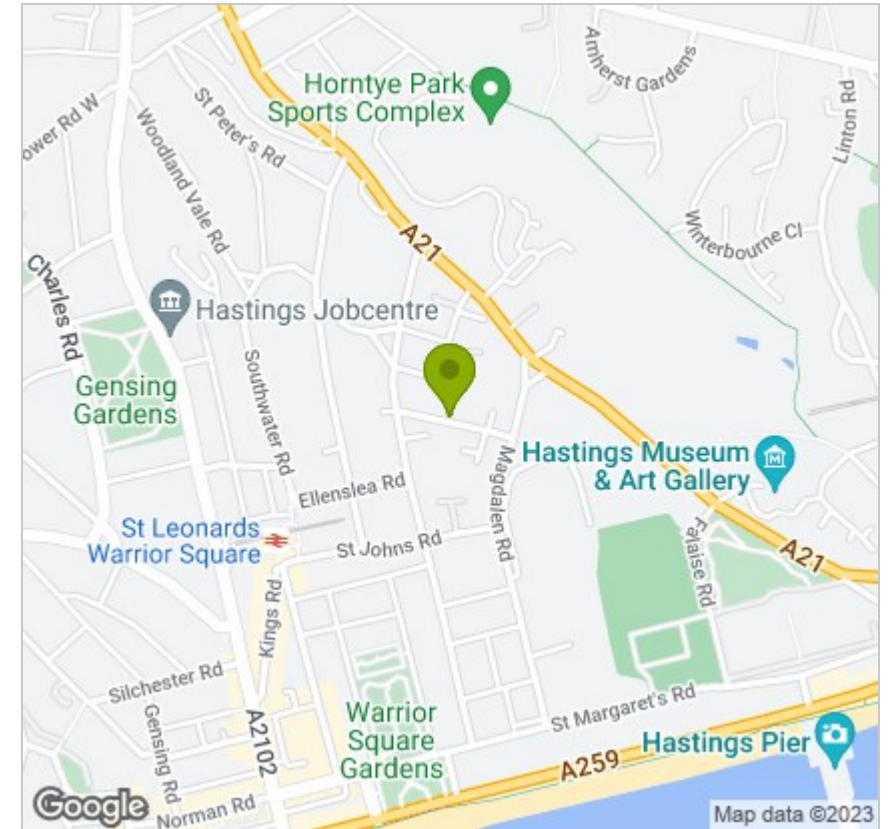 Horntye Park
Sports Complex
Amherst Gardens
Linton Rd
ower Rd W
Woodland Vale Rd
St Peter's Rd
Winterbourne Cl
A21
Charles Rd
Hastings Jobcentre
Gensing
Gardens
Southwater Rd
Hastings Museum
& Art Gallery
Magdalen Rd
Ellenslea Rd
St Leonards
Warrior Square
St Johns Rd
Falaise Rd
A21
Kings Rd
Silchester Rd
Gensing Rd
A2102
Warrior
Square
Gardens
St Margaret's Rd
Hastings Pier
A259
Norman Rd
Google
Map data ©2023